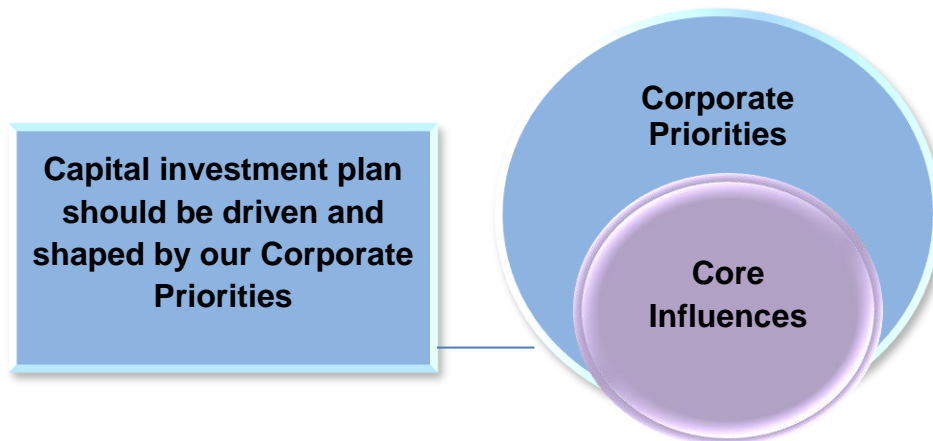 Capital investment plan
should be driven and
shaped by our Corporate
Priorities
Corporate
Priorities
Core
Influences